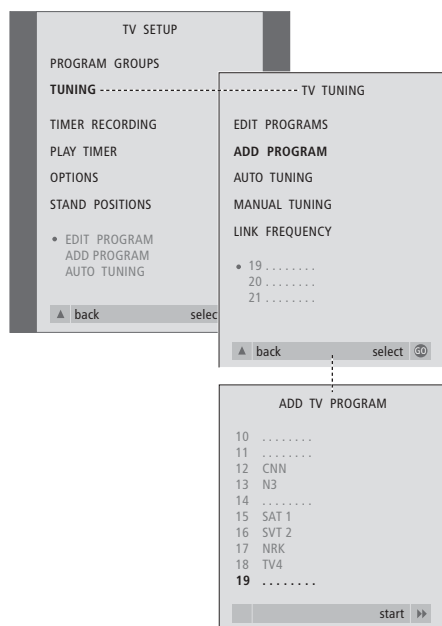 TV SETUP
PROGRAM GROUPS
TUNING
TIMER RECORDING
PLAY TIMER
OPTIONS
STAND POSITIONS
• EDIT PROGRAM
ADD PROGRAM
AUTO TUNING
▲ back selec
TV TUNING
EDIT PROGRAMS
ADD PROGRAM
AUTO TUNING
MANUAL TUNING
LINK FREQUENCY
• 19 ........
20 ........
21 ........
▲ back select GO
ADD TV PROGRAM
10 ........
11 ........
12 CNN
13 N3
14 ........
15 SAT 1
16 SVT 2
17 NRK
18 TV4
19 ........
start ▶▶